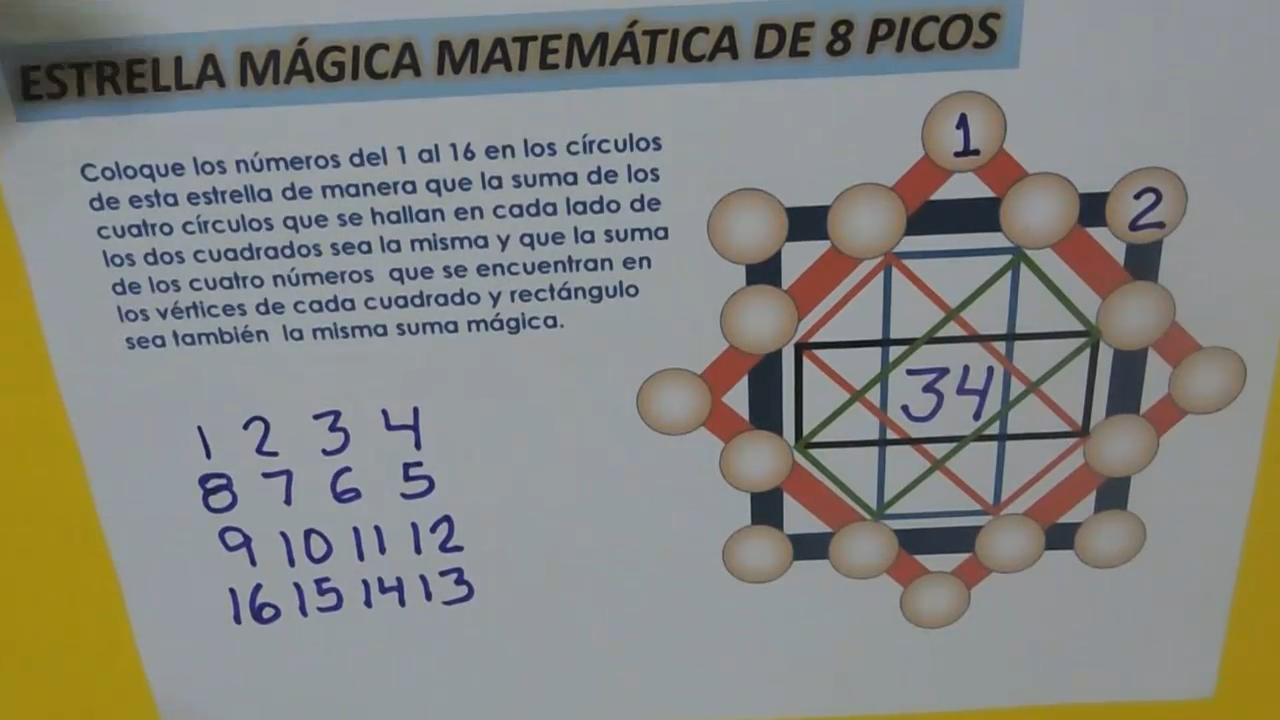 ESTRELLA MÁGICA MATEMÁTICA DE 8 PICOS
Coloque los números del 1 al 16 en los círculos
de esta estrella de manera que la suma de los
cuatro círculos que se hallan en cada lado de
los dos cuadrados sea la misma y que la suma
de los cuatro números que se encuentran en
los vértices de cada cuadrado y rectángulo
sea también la misma suma mágica.
1 2 3 4
8 7 6 5
9 10 11 12
16 15 14 13
1
2
34